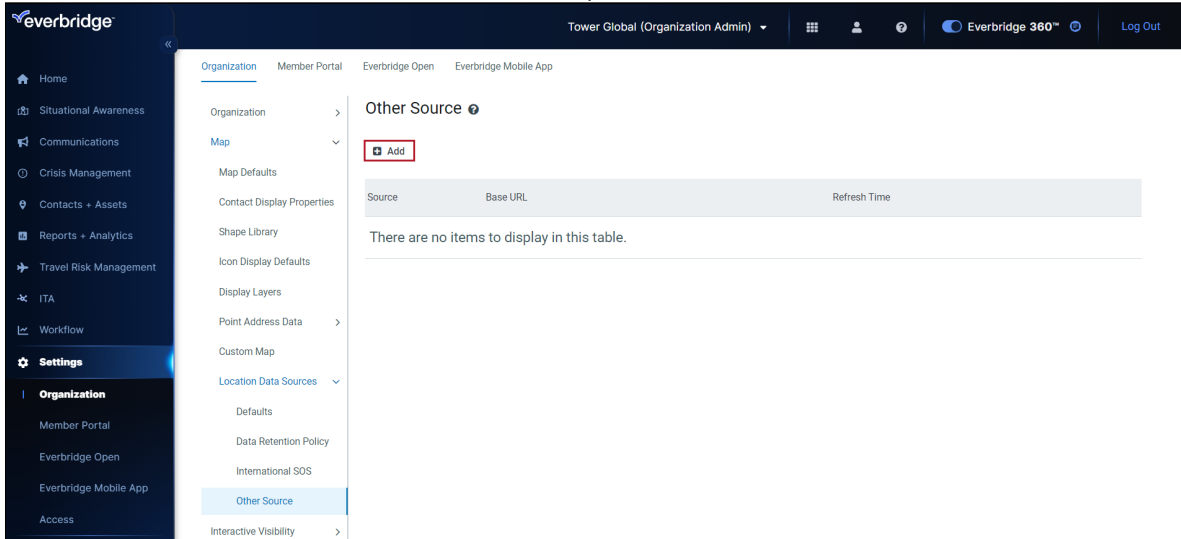 everbridge
Tower Global (Organization Admin)
Everbridge 360™
Log Out
«
Home
Situational Awareness
Communications
Crisis Management
Contacts + Assets
Reports + Analytics
Travel Risk Management
ITA
Workflow
Settings
Organization
Member Portal
Everbridge Open
Everbridge Mobile App
Access
Organization Member Portal Everbridge Open Everbridge Mobile App
Organization
Map
Map Defaults
Contact Display Properties
Shape Library
Icon Display Defaults
Display Layers
Point Address Data
Custom Map
Location Data Sources
Defaults
Data Retention Policy
International SOS
Other Source
Interactive Visibility
Other Source
Add
Source Base URL Refresh Time
There are no items to display in this table.